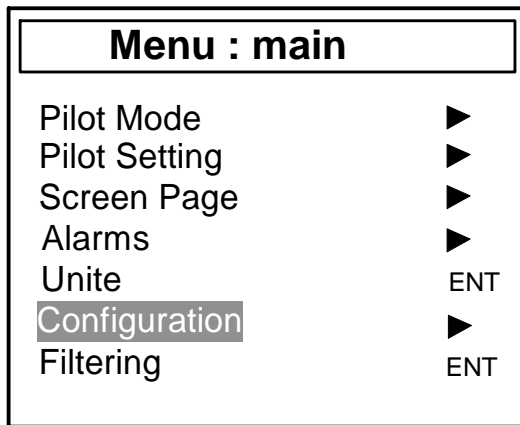 Menu : main
Pilot Mode ▶
Pilot Setting ▶
Screen Page ▶
Alarms ▶
Unite ENT
Configuration ▶
Filtering ENT